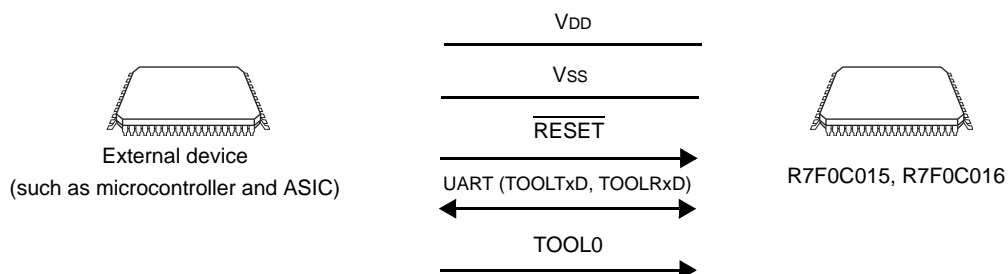 VDD
VSS
RESET
External device
(such as microcontroller and ASIC)
UART (TOOLTxD, TOOLRxD)
R7F0C015, R7F0C016
TOOL0